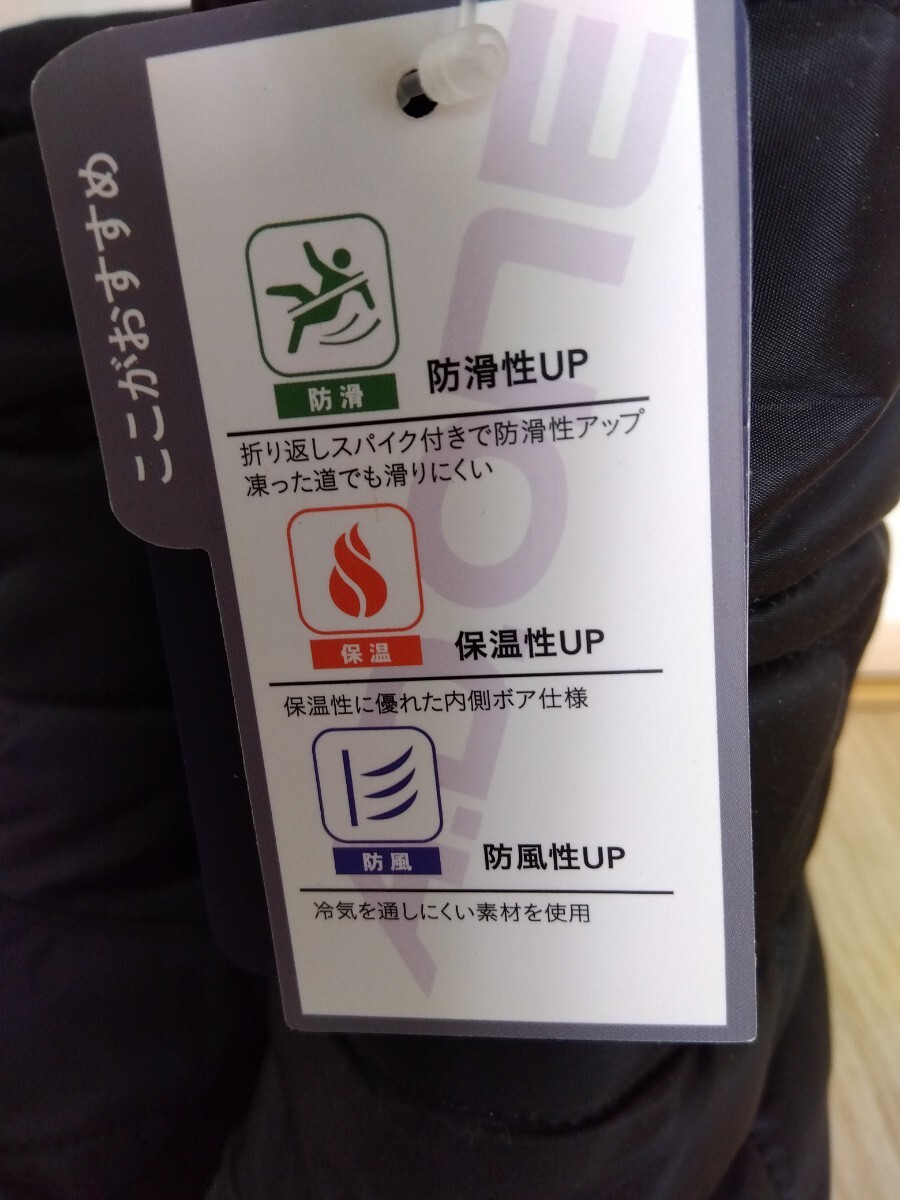 ここがおすすめ
防滑
防滑性UP
折り返しスパイク付きで防滑性アップ
凍った道でも滑りにくい
保温
保温性UP
保温性に優れた内側ボア仕様
防風
防風性UP
冷気を通しにくい素材を使用